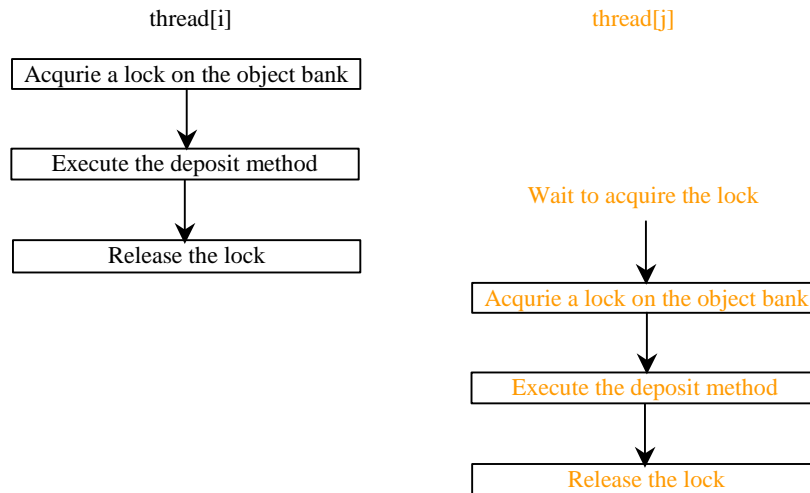 thread[i]
thread[j]
Acqurie a lock on the object bank
Execute the deposit method
Release the lock
Wait to acquire the lock
Acqurie a lock on the object bank
Execute the deposit method
Release the lock